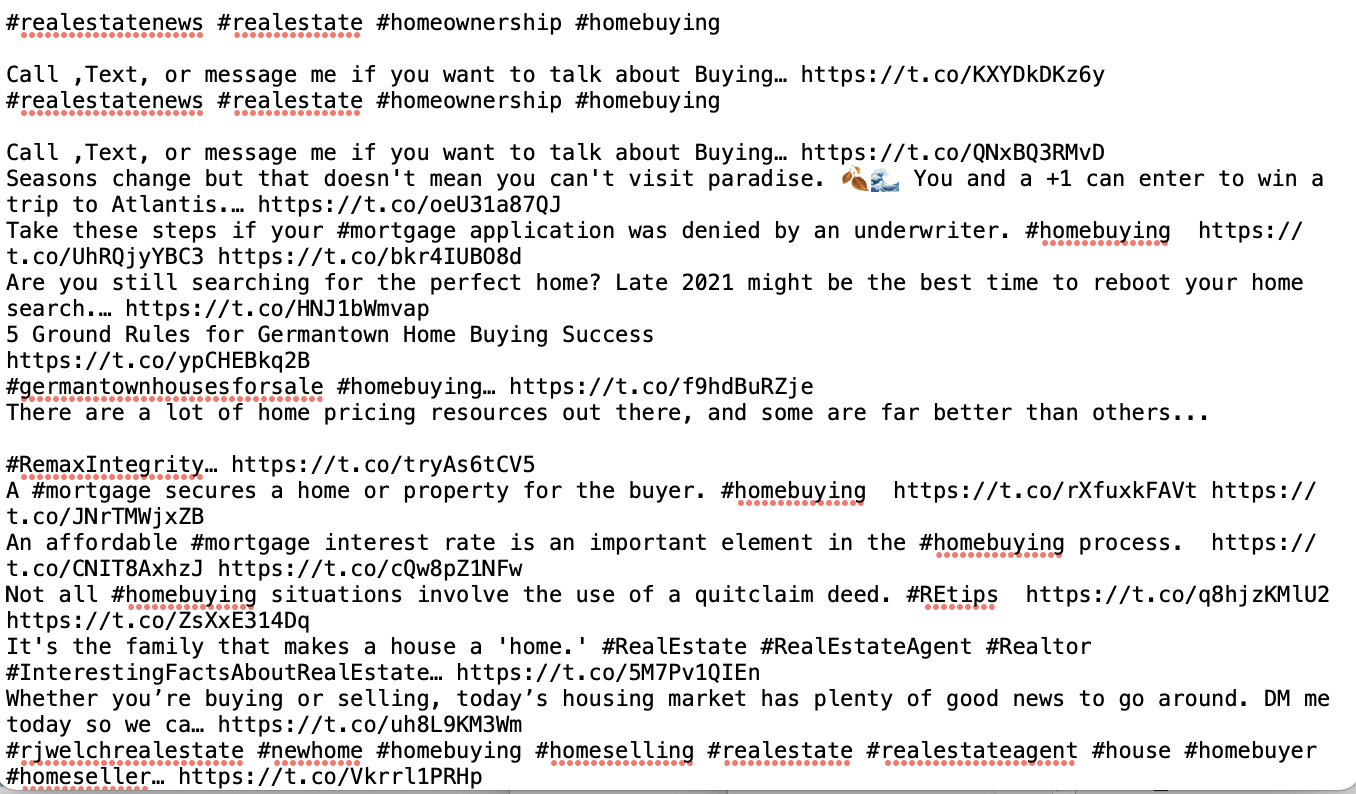 #realestatenews #realestate #homeownership #homebuying
Call ,Text, or message me if you want to talk about Buying… https://t.co/KXYDkDKz6y
#realestatenews #realestate #homeownership #homebuying
Call ,Text, or message me if you want to talk about Buying… https://t.co/QNxBQ3RMvD
Seasons change but that doesn't mean you can't visit paradise. 🍂🌊 You and a +1 can enter to win a
trip to Atlantis.… https://t.co/oeU31a87QJ
Take these steps if your #mortgage application was denied by an underwriter. #homebuying  https://
t.co/UhRQjyYBC3 https://t.co/bkr4IUBO8d
Are you still searching for the perfect home? Late 2021 might be the best time to reboot your home
search.… https://t.co/HNJ1bWmvap
5 Ground Rules for Germantown Home Buying Success
https://t.co/ypCHEBkq2B
#germantownhousesforsale #homebuying… https://t.co/f9hdBuRZje
There are a lot of home pricing resources out there, and some are far better than others...
#RemaxIntegrity… https://t.co/tryAs6tCV5
A #mortgage secures a home or property for the buyer. #homebuying  https://t.co/rXfuxkFAVt https://
t.co/JNrTMWjxZB
An affordable #mortgage interest rate is an important element in the #homebuying process.  https://
t.co/CNIT8AxhzJ https://t.co/cQw8pZ1NFw
Not all #homebuying situations involve the use of a quitclaim deed. #REtips  https://t.co/q8hjzKMlU2
https://t.co/ZsXxE314Dq
It's the family that makes a house a 'home.' #RealEstate #RealEstateAgent #Realtor
#InterestingFactsAboutRealEstate… https://t.co/5M7Pv1QIEn
Whether you’re buying or selling, today’s housing market has plenty of good news to go around. DM me
today so we ca… https://t.co/uh8L9KM3Wm
#rjwelchrealestate #newhome #homebuying #homeselling #realestate #realestateagent #house #homebuyer
#homeseller… https://t.co/Vkrrl1PRHp